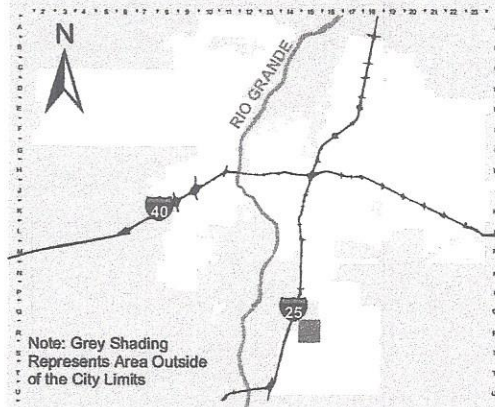 N
RIO GRANDE
40
25
Note: Grey Shading
Represents Area Outside
of the City Limits